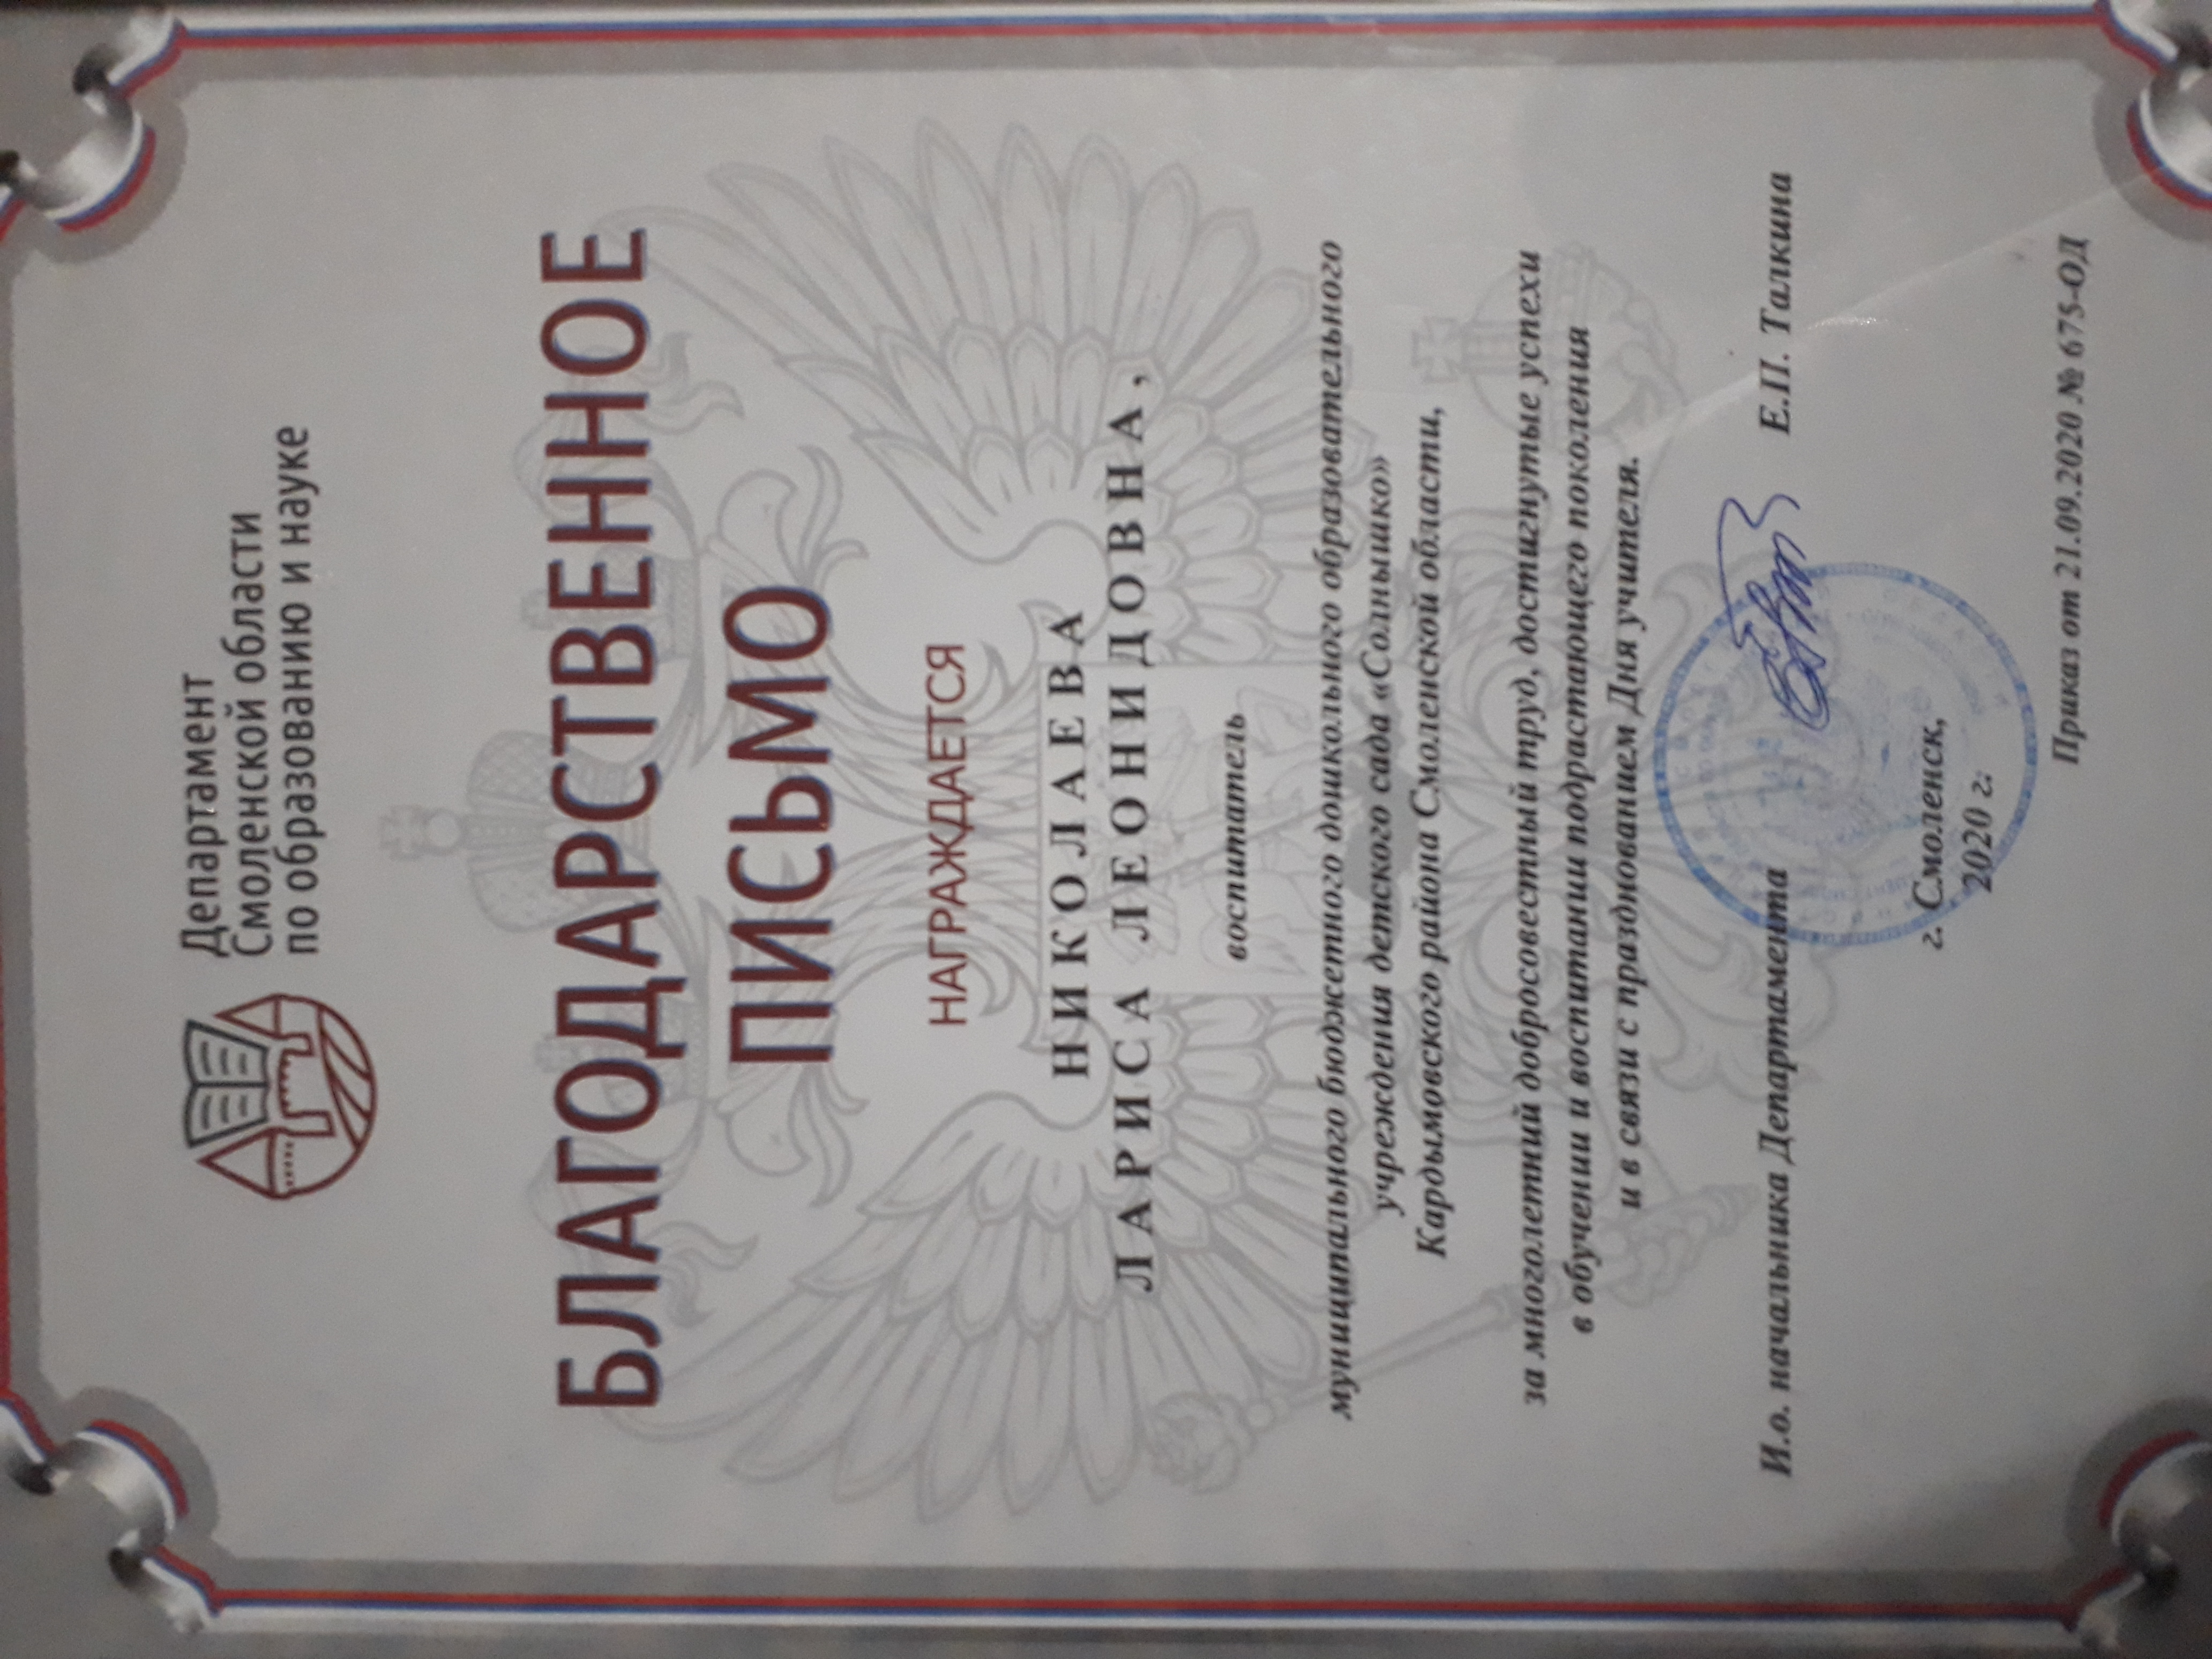 Департамент
Смоленской области
по образованию и науке
БЛАГОДАРСТВЕННОЕ
ПИСЬМО
НАГРАЖДАЕТСЯ
НИКОЛАЕВА
ЛАРИСА ЛЕОНИДОВНА,
воспитатель
муниципального бюджетного дошкольного образовательного
учреждения детского сада «Солнышко»
Кардымовского района Смоленской области,
за многолетний добросовестный труд, достигнутые успехи
в обучении и воспитании подрастающего поколения
и в связи с празднованием Дня учителя.
И.о. начальника Департамента Е.П. Талкина
г. Смоленск,
2020 г.
Приказ от 21.09.2020 № 675-ОД